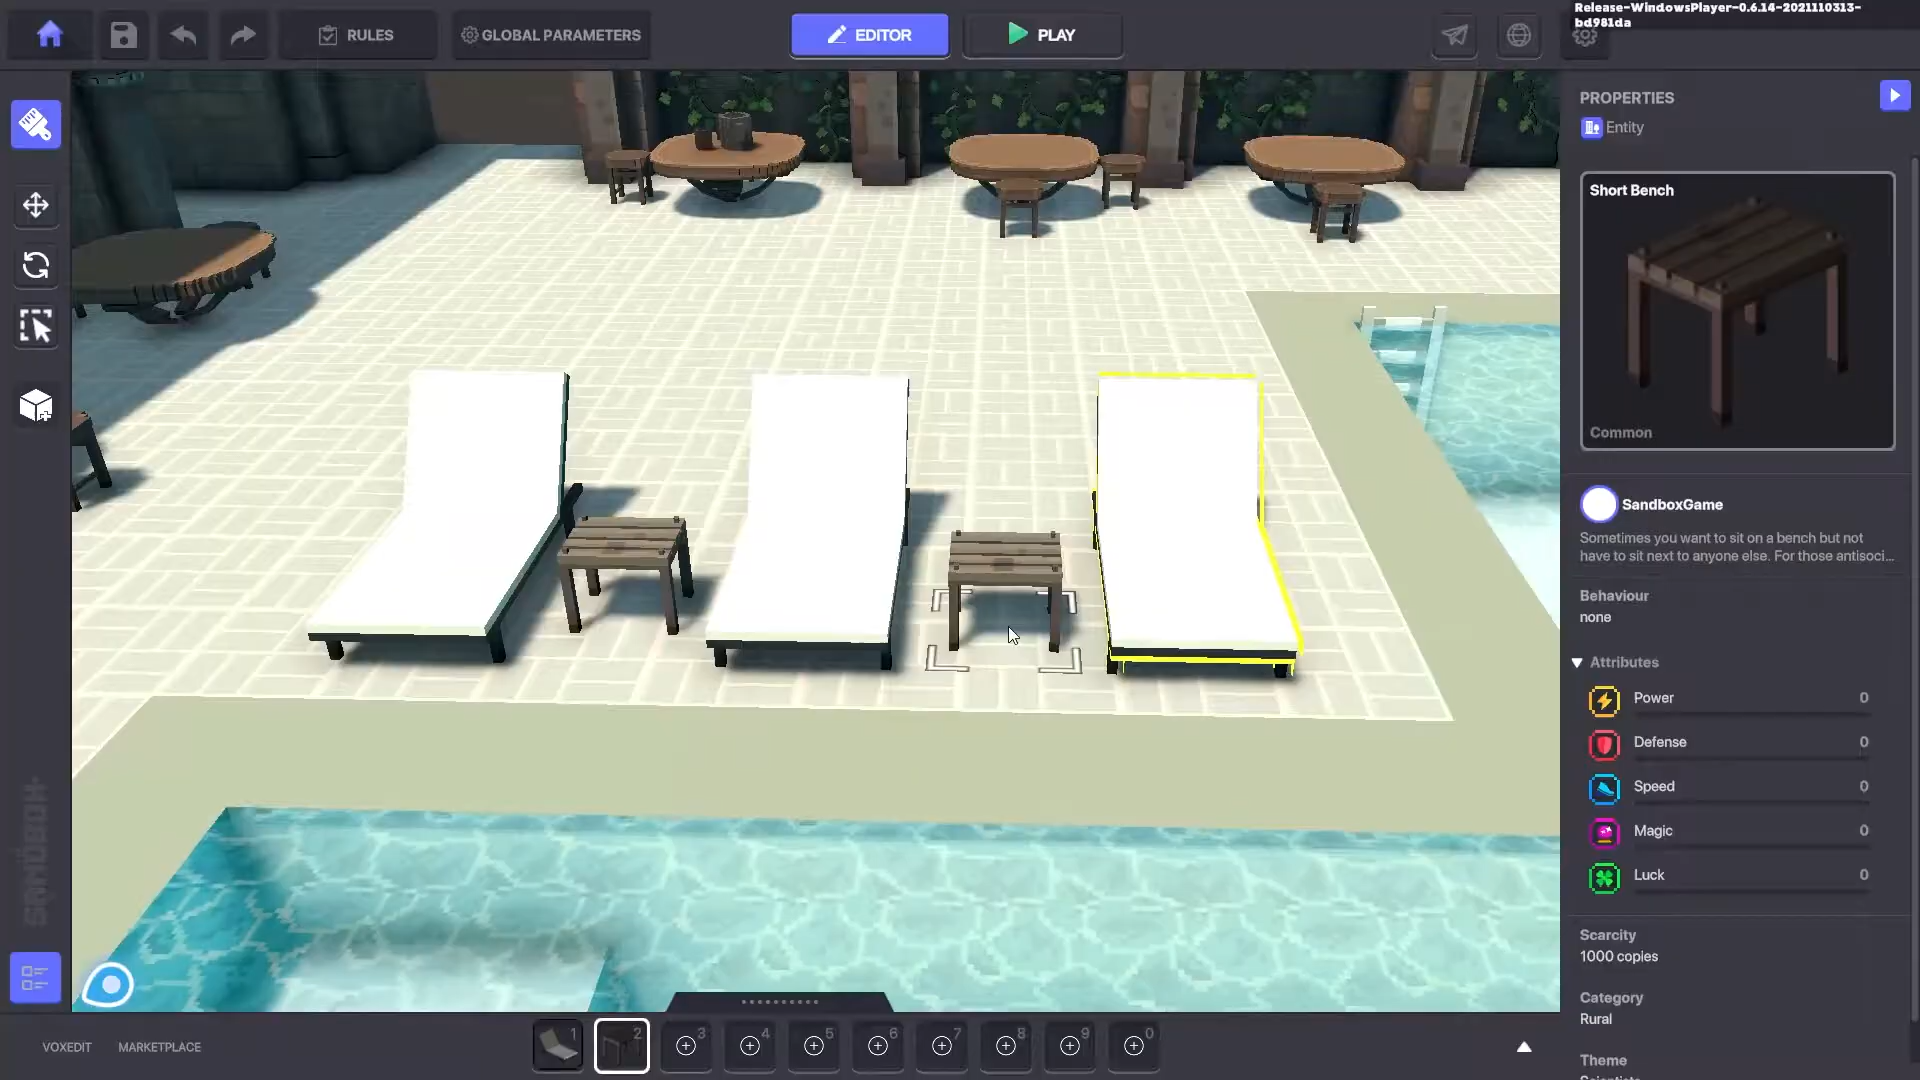 Release-WindowsPlayer-0.6.14-2021110313-
bd981da
RULES
GLOBAL PARAMETERS
EDITOR
PLAY
PROPERTIES
Entity
Short Bench
Common
SandboxGame
Sometimes you want to sit on a bench but not
have to sit next to anyone else. For those antisoci...
Behaviour
none
Attributes
Power 0
Defense 0
Speed 0
Magic 0
Luck 0
Scarcity
1000 copies
Category
Rural
Theme
SANDBOX
VOXEDIT
MARKETPLACE
1 2 3 4 5 6 7 8 9 0